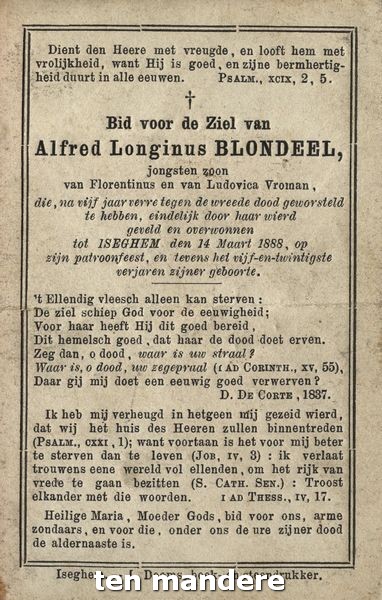 Dient den Heere met vreugde, en looft hem met
vrolijkheid, want Hij is goed, en zijne bermhertig-
heid duurt in alle eeuwen. PSALM., XCIX, 2, 5.
†
Bid voor de Ziel van
Alfred Longinus BLONDEEL,
jongsten zoon
van Florentinus en van Ludovica Vroman,
die, na vijf jaar verre tegen de wreede dood geworsteld
te hebben, eindelijk door haar wierd
geveld en overwonnen
tot ISEGHEM den 14 Maart 1888, op
zijn patroonfeest, en tevens het vijf-en-twintigste
verjaren zijner geboorte.
't Ellendig vleesch alleen kan sterven:
De ziel schiep God voor de eeuwigheid;
Voor haar heeft Hij dit goed bereid,
Dit hemelsch goed, dat haar de dood doet erven.
Zeg dan, o dood, waar is uw straal?
Waar is, o dood, uw zegepraal (I AD CORINTH., XV, 55),
Daar gij mij doet een eeuwig goed verwerven?
D. DE CORTE, 1837.
Ik heb mij verheugd in hetgeen mij gezeid wierd,
dat wij het huis des Heeren zullen binnentreden
(PSALM., CXXI, 1); want voortaan is het voor mij beter
te sterven dan te leven (JOB, IV, 3): ik verlaat
trouwens eene wereld vol ellenden, om het rijk van
vrede te gaan bezitten (S. CATH. SEN.): Troost
elkander met die woorden. I AD THESS., IV, 17.
Heilige Maria, Moeder Gods, bid voor ons, arme
zondaars, en voor die, onder ons de ure zijner dood
de aldernaaste is.
ten mandere